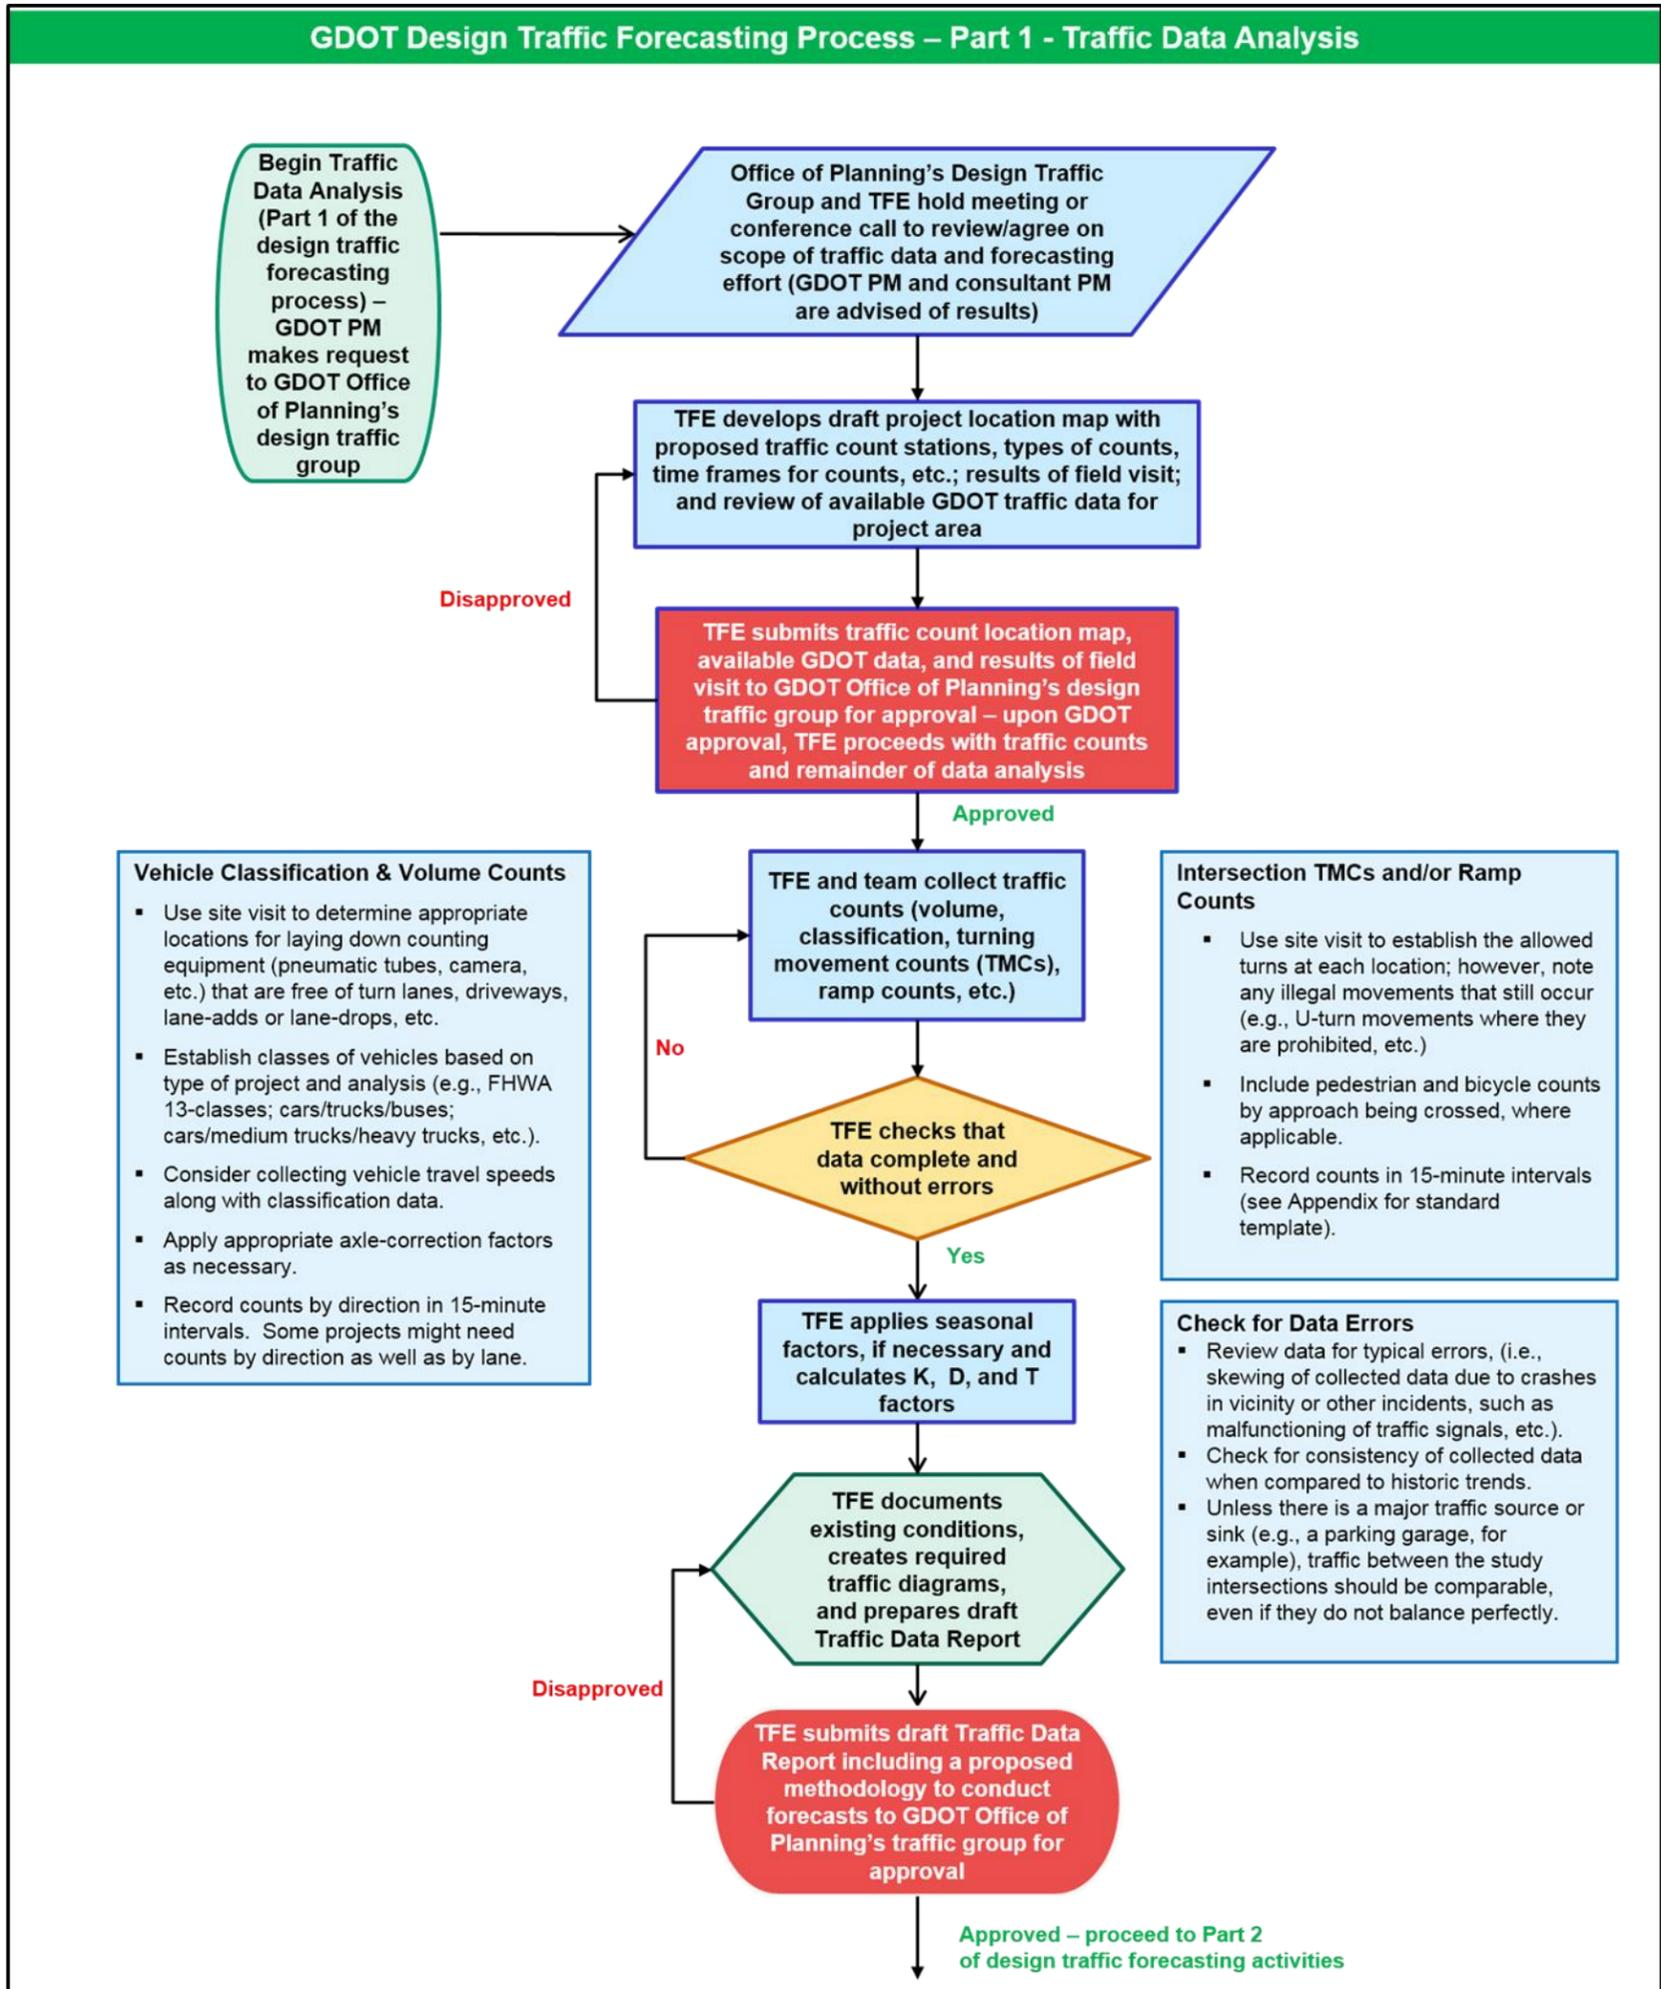 GDOT Design Traffic Forecasting Process – Part 1 - Traffic Data Analysis
Begin Traffic
Data Analysis
(Part 1 of the
design traffic
forecasting
process) –
GDOT PM
makes request
to GDOT Office
of Planning’s
design traffic
group
Office of Planning’s Design Traffic
Group and TFE hold meeting or
conference call to review/agree on
scope of traffic data and forecasting
effort (GDOT PM and consultant PM
are advised of results)
TFE develops draft project location map with
proposed traffic count stations, types of counts,
time frames for counts, etc.; results of field visit;
and review of available GDOT traffic data for
project area
Disapproved
TFE submits traffic count location map,
available GDOT data, and results of field
visit to GDOT Office of Planning’s design
traffic group for approval – upon GDOT
approval, TFE proceeds with traffic counts
and remainder of data analysis
Approved
Vehicle Classification & Volume Counts
▪ Use site visit to determine appropriate
locations for laying down counting
equipment (pneumatic tubes, camera,
etc.) that are free of turn lanes, driveways,
lane-adds or lane-drops, etc.
▪ Establish classes of vehicles based on
type of project and analysis (e.g., FHWA
13-classes; cars/trucks/buses;
cars/medium trucks/heavy trucks, etc.).
▪ Consider collecting vehicle travel speeds
along with classification data.
▪ Apply appropriate axle-correction factors
as necessary.
▪ Record counts by direction in 15-minute
intervals. Some projects might need
counts by direction as well as by lane.
TFE and team collect traffic
counts (volume,
classification, turning
movement counts (TMCs),
ramp counts, etc.)
No
TFE checks that
data complete and
without errors
Yes
Intersection TMCs and/or Ramp
Counts
▪ Use site visit to establish the allowed
turns at each location; however, note
any illegal movements that still occur
(e.g., U-turn movements where they
are prohibited, etc.)
▪ Include pedestrian and bicycle counts
by approach being crossed, where
applicable.
▪ Record counts in 15-minute intervals
(see Appendix for standard
template).
TFE applies seasonal
factors, if necessary and
calculates K, D, and T
factors
Check for Data Errors
▪ Review data for typical errors, (i.e.,
skewing of collected data due to crashes
in vicinity or other incidents, such as
malfunctioning of traffic signals, etc.).
▪ Check for consistency of collected data
when compared to historic trends.
▪ Unless there is a major traffic source or
sink (e.g., a parking garage, for
example), traffic between the study
intersections should be comparable,
even if they do not balance perfectly.
TFE documents
existing conditions,
creates required
traffic diagrams,
and prepares draft
Traffic Data Report
Disapproved
TFE submits draft Traffic Data
Report including a proposed
methodology to conduct
forecasts to GDOT Office of
Planning’s traffic group for
approval
Approved – proceed to Part 2
of design traffic forecasting activities